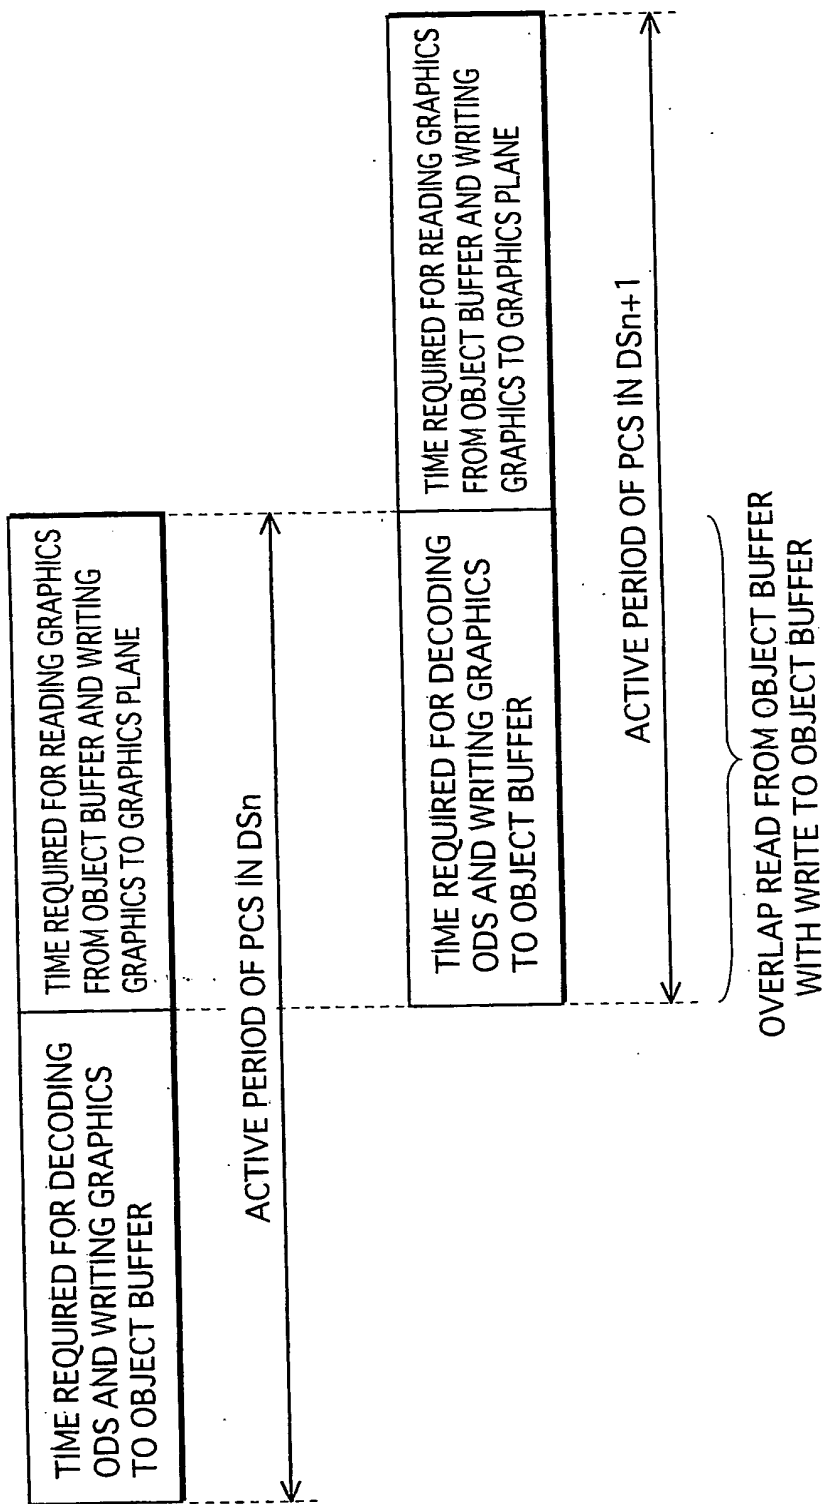 TIME REQUIRED FOR DECODING
ODS AND WRITING GRAPHICS
TO OBJECT BUFFER
TIME REQUIRED FOR READING GRAPHICS
FROM OBJECT BUFFER AND WRITING
GRAPHICS TO GRAPHICS PLANE
ACTIVE PERIOD OF PCS IN DSn
TIME REQUIRED FOR DECODING
ODS AND WRITING GRAPHICS
TO OBJECT BUFFER
TIME REQUIRED FOR READING GRAPHICS
FROM OBJECT BUFFER AND WRITING
GRAPHICS TO GRAPHICS PLANE
ACTIVE PERIOD OF PCS IN DSn+1
OVERLAP READ FROM OBJECT BUFFER
WITH WRITE TO OBJECT BUFFER